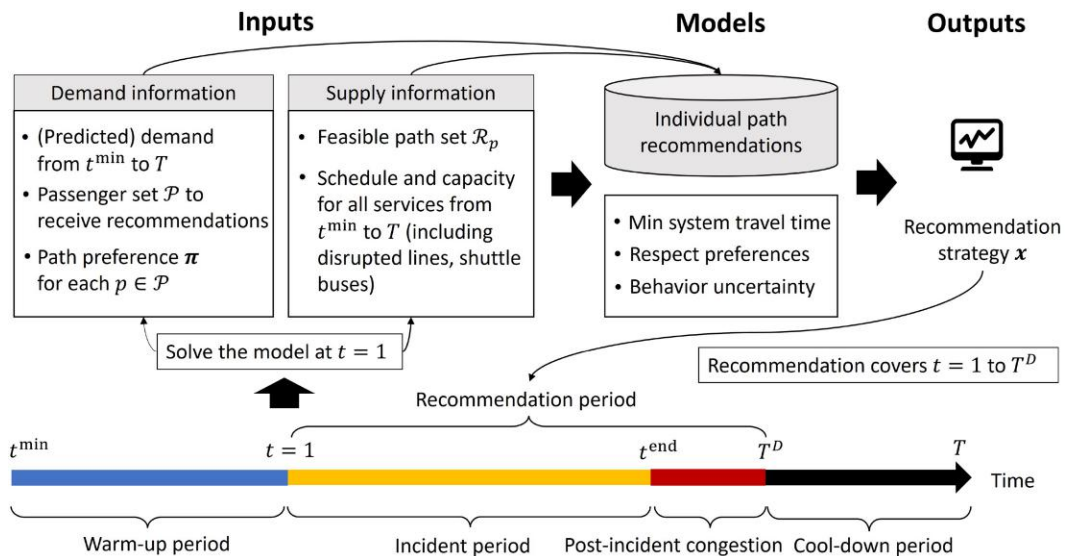 Inputs
Models
Outputs
Demand information
• (Predicted) demand
from t^min to T
• Passenger set 𝒫 to
receive recommendations
• Path preference π
for each p ∈ 𝒫
Supply information
• Feasible path set ℛ_p
• Schedule and capacity
for all services from
t^min to T (including
disrupted lines, shuttle
buses)
Individual path
recommendations
• Min system travel time
• Respect preferences
• Behavior uncertainty
Recommendation
strategy x
Solve the model at t = 1
Recommendation covers t = 1 to T^D
Recommendation period
t^min
t = 1
t^end
T^D
T
Time
Warm-up period
Incident period
Post-incident congestion
Cool-down period